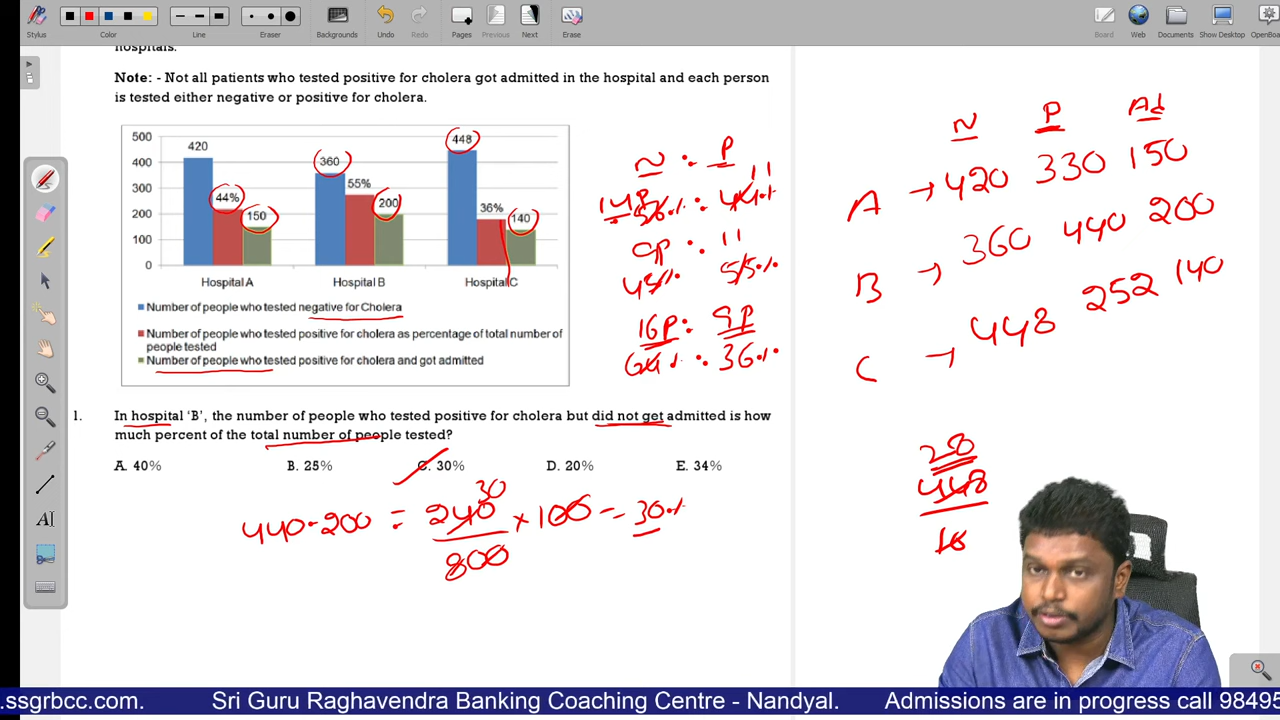 Stylus
Color
Line
Eraser
Backgrounds
Undo
Redo
Pages
Previous
Next
Erase
Board
Web
Documents
Show Desktop
OpenBoa
hospitals.
Note: - Not all patients who tested positive for cholera got admitted in the hospital and each person
is tested either negative or positive for cholera.
500
400
300
200
100
0
420
44%
150
360
55%
200
448
36%
140
Hospital A
Hospital B
Hospital C
Number of people who tested negative for Cholera
Number of people who tested positive for cholera as percentage of total number of
people tested
Number of people who tested positive for cholera and got admitted
N : P
11
14P 56% : 44%
9P : 11
45% 55%
16P : 9P
64% : 36%
N P Ad
A → 420 330 150
B → 360 440 200
C → 448 252 140
28
448
16
1. In hospital ‘B’, the number of people who tested positive for cholera but did not get admitted is how
much percent of the total number of people tested?
A. 40% B. 25% C. 30% D. 20% E. 34%
30
440-200 = 240 × 100 = 30%
800
.ssgrbcc.com. Sri Guru Raghavendra Banking Coaching Centre - Nandyal. Admissions are in progress call 98495